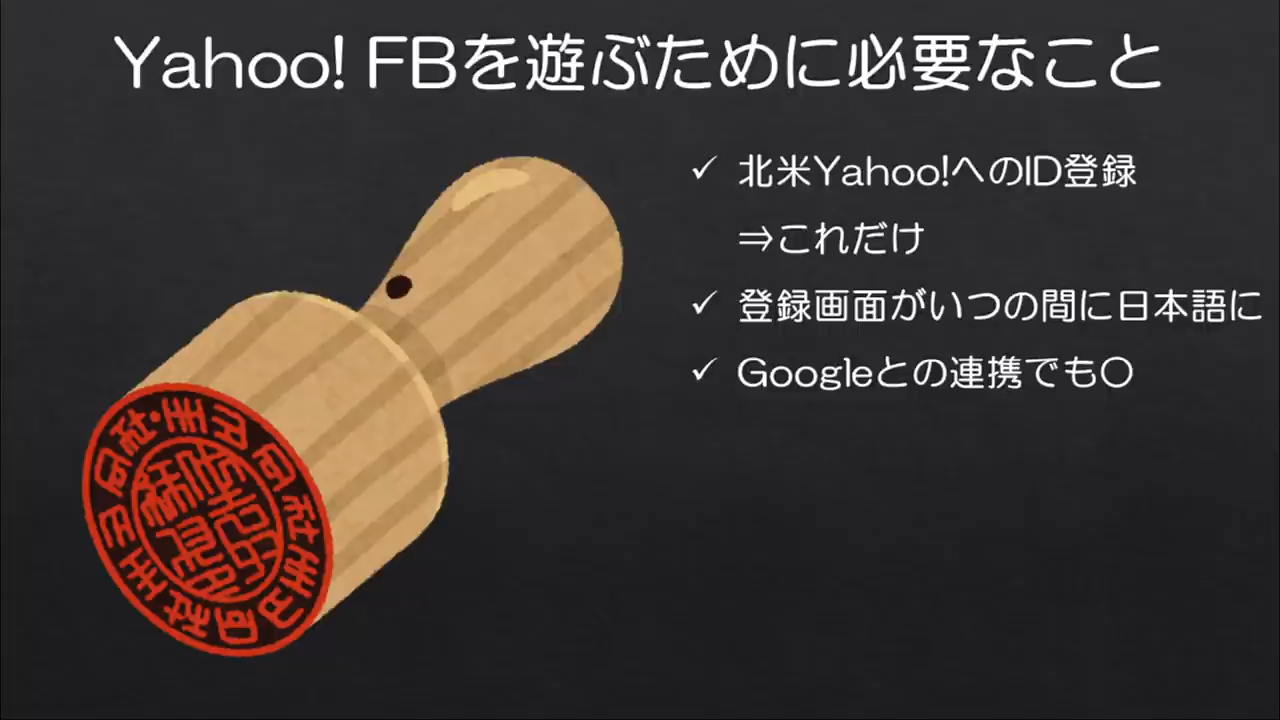 Yahoo! FBを遊ぶために必要なこと
✓ 北米Yahoo!へのID登録
⇒これだけ
✓ 登録画面がいつの間に日本語に
✓ Googleとの連携でも〇